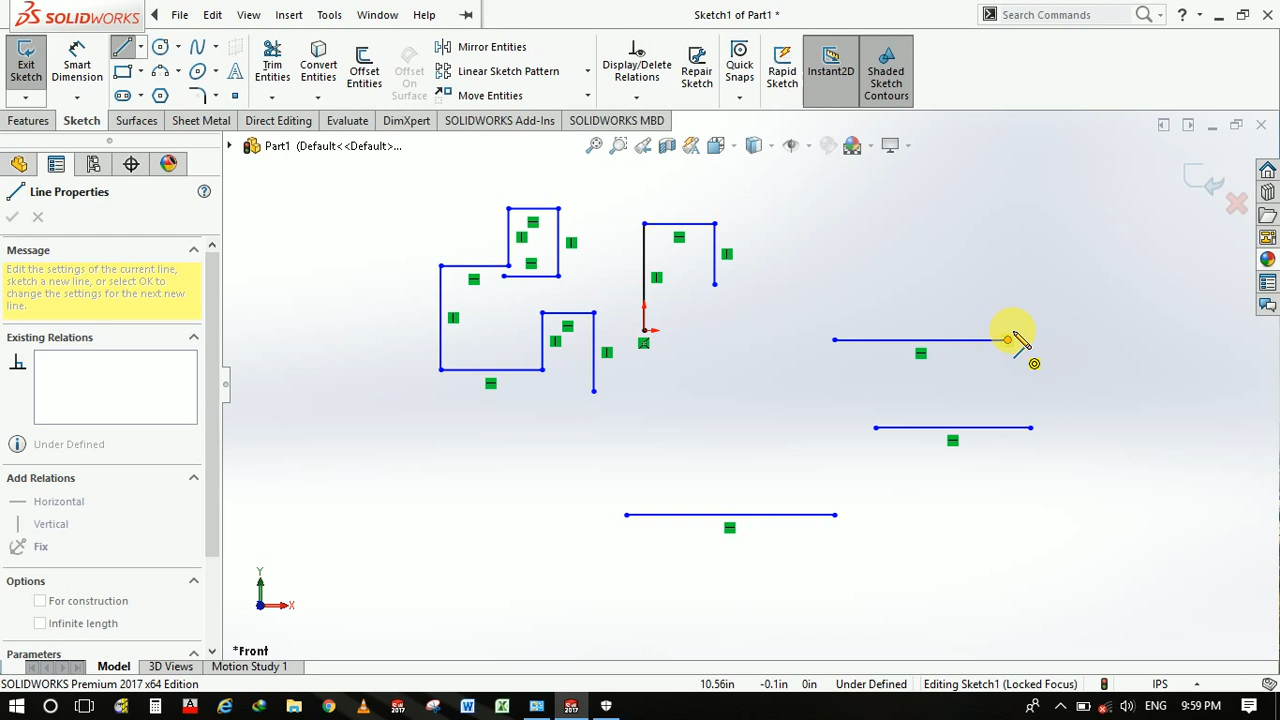 SOLIDWORKS File Edit View Insert Tools Window Help Sketch1 of Part1 * Search Commands ?
Exit Sketch Smart Dimension Trim Entities Convert Entities Offset Entities Offset On Surface Mirror Entities Linear Sketch Pattern Move Entities Display/Delete Relations Repair Sketch Quick Snaps Rapid Sketch Instant2D Shaded Sketch Contours
Features Sketch Surfaces Sheet Metal Direct Editing Evaluate DimXpert SOLIDWORKS Add-Ins SOLIDWORKS MBD
Part1 (Default<<Default>...
Line Properties
Message
Edit the settings of the current line,
sketch a new line, or select OK to
change the settings for the next new
line.
Existing Relations
Under Defined
Add Relations
Horizontal
Vertical
Fix
Options
For construction
Infinite length
Parameters
Y
X
*Front
Model 3D Views Motion Study 1
SOLIDWORKS Premium 2017 x64 Edition 10.56in -0.1in 0in Under Defined Editing Sketch1 (Locked Focus) IPS
ENG 9:59 PM